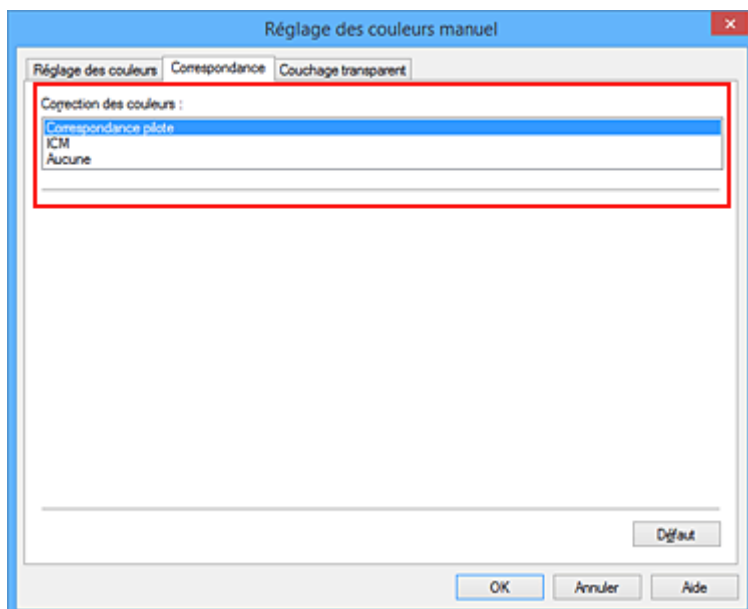 Réglage des couleurs manuel
Réglage des couleurs Correspondance Couchage transparent
Correction des couleurs :
Correspondance pilote
ICM
Aucune
Défaut
OK Annuler Aide